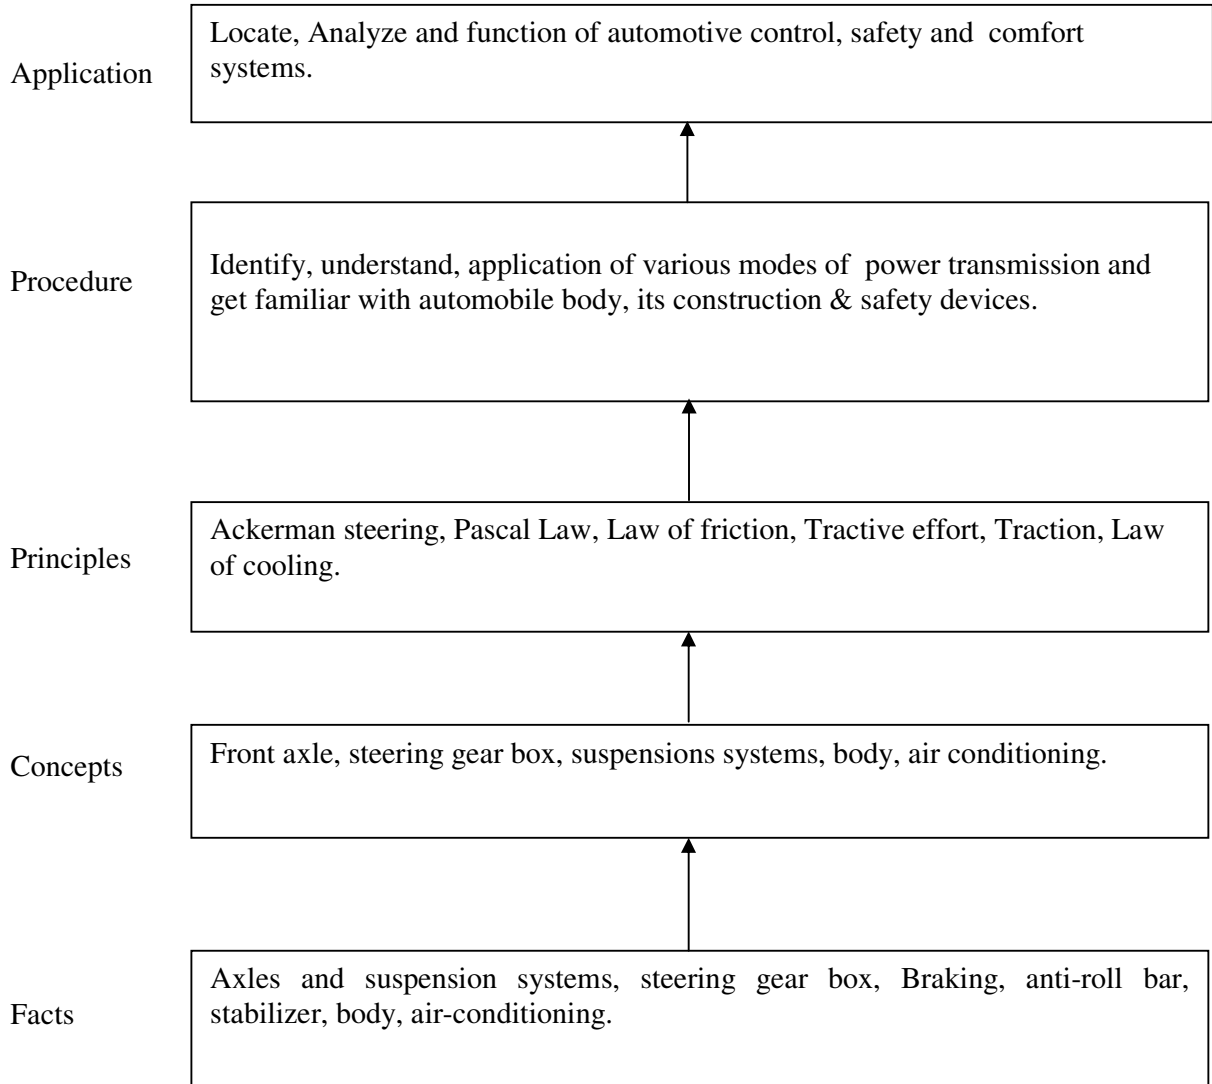 Locate, Analyze and function of automotive control, safety and comfort
systems.
Application
Identify, understand, application of various modes of power transmission and
get familiar with automobile body, its construction & safety devices.
Procedure
Ackerman steering, Pascal Law, Law of friction, Tractive effort, Traction, Law
of cooling.
Principles
Front axle, steering gear box, suspensions systems, body, air conditioning.
Concepts
Axles and suspension systems, steering gear box, Braking, anti-roll bar,
stabilizer, body, air-conditioning.
Facts